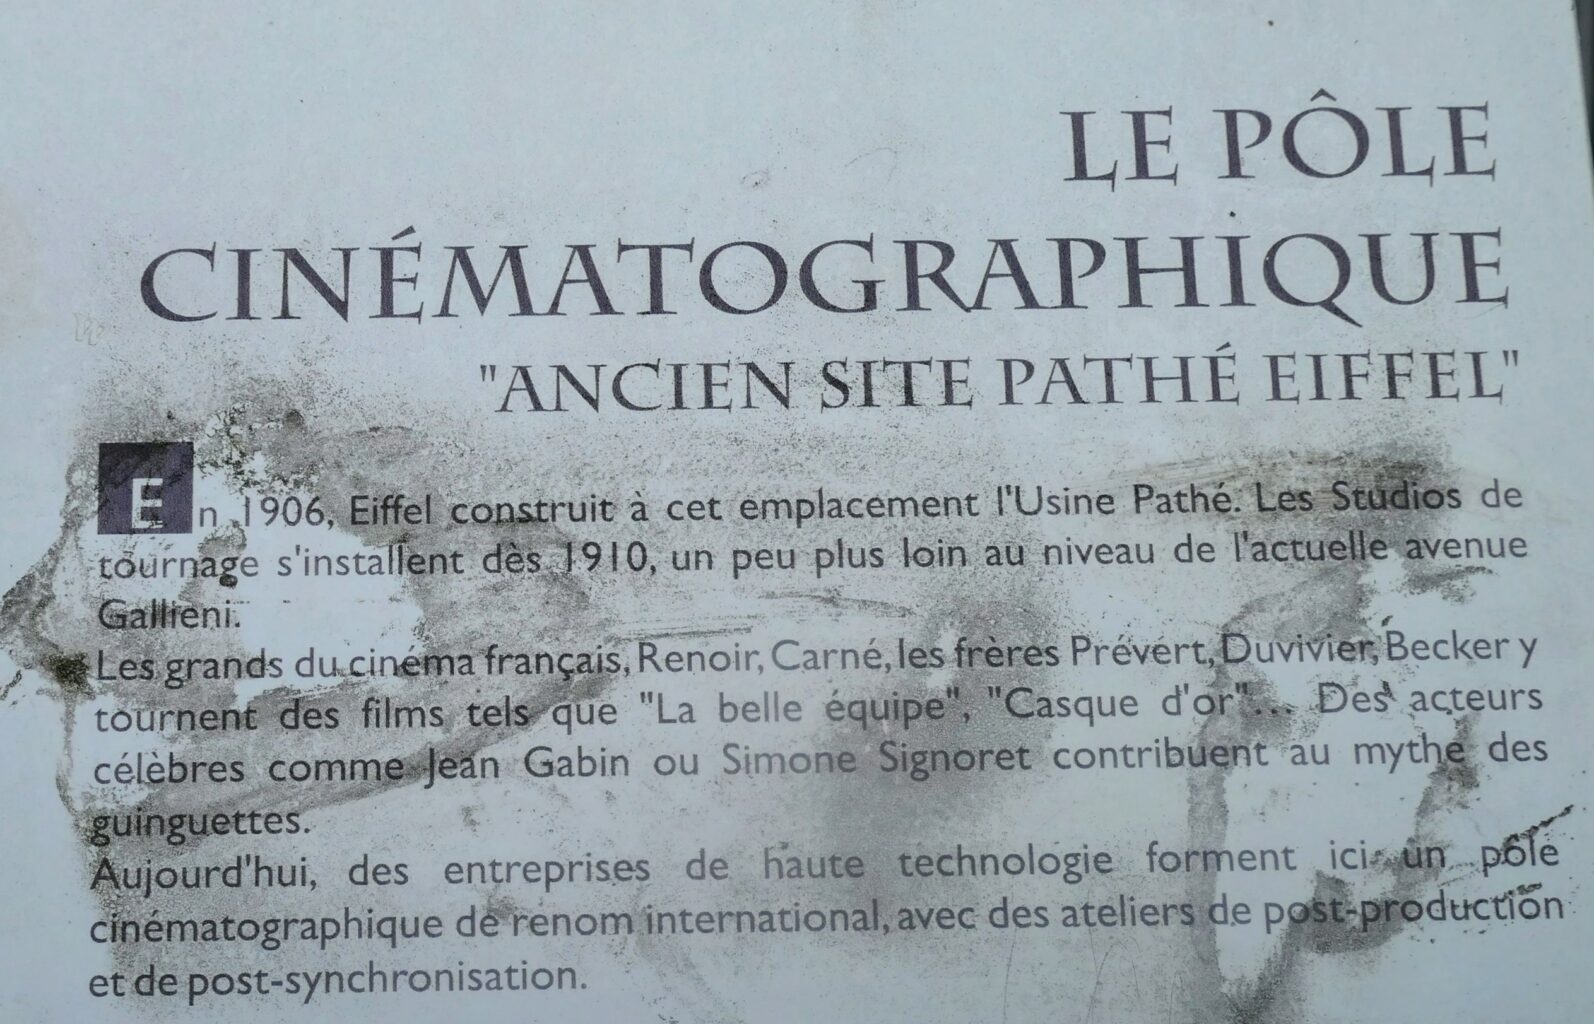 LE PÔLE
CINÉMATOGRAPHIQUE
"ANCIEN SITE PATHÉ EIFFEL"
En 1906, Eiffel construit à cet emplacement l'Usine Pathé. Les Studios de
tournage s'installent dès 1910, un peu plus loin au niveau de l'actuelle avenue
Gallieni.
Les grands du cinéma français, Renoir, Carné, les frères Prévert, Duvivier, Becker y
tournent des films tels que "La belle équipe", "Casque d'or"... Des acteurs
célèbres comme Jean Gabin ou Simone Signoret contribuent au mythe des
guinguettes.
Aujourd'hui, des entreprises de haute technologie forment ici un pôle
cinématographique de renom international, avec des ateliers de post-production
et de post-synchronisation.